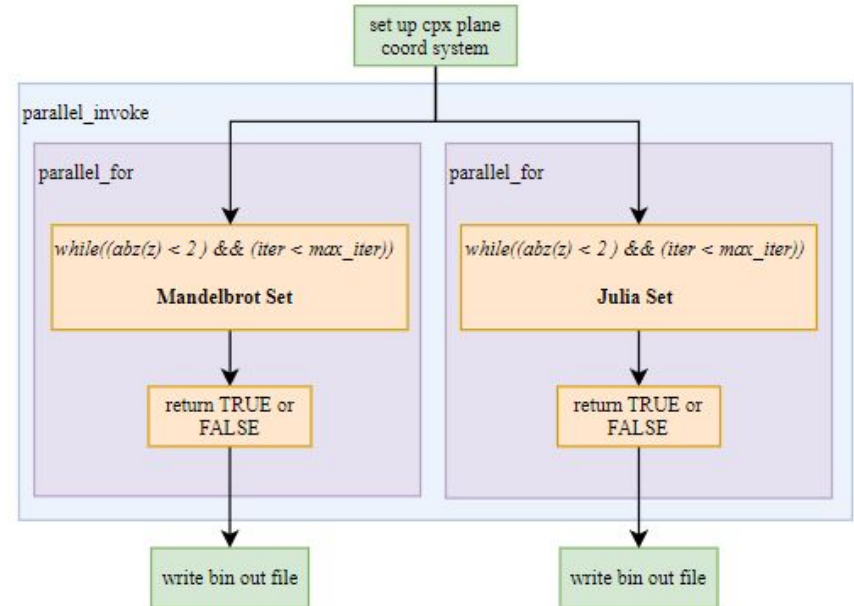 set up cpx plane
coord system
parallel_invoke
parallel_for
while((abz(z) < 2 ) && (iter < max_iter))
Mandelbrot Set
return TRUE or
FALSE
write bin out file
parallel_for
while((abz(z) < 2 ) && (iter < max_iter))
Julia Set
return TRUE or
FALSE
write bin out file